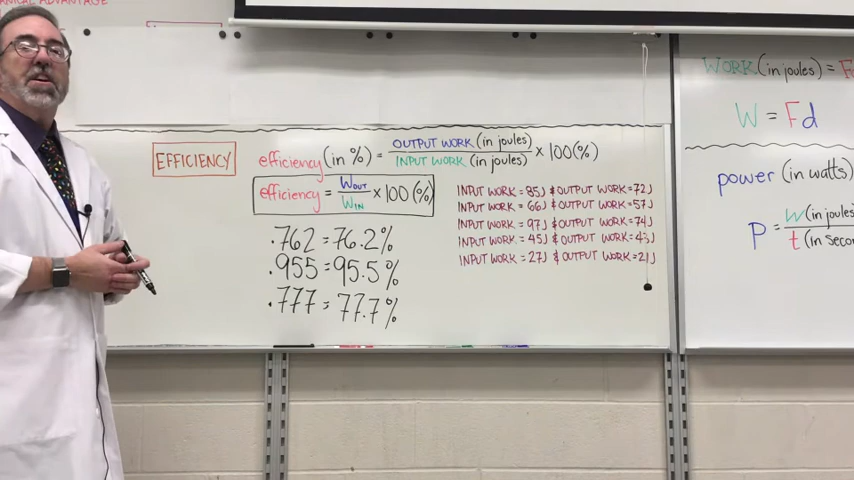 ADVANTAGE
EFFICIENCY
efficiency (in %) = OUTPUT WORK (in joules) / INPUT WORK (in joules) × 100 (%)
efficiency = WOUT / WIN × 100 (%)
.762 = 76.2%
.955 = 95.5%
.777 = 77.7%
INPUT WORK = 85J & OUTPUT WORK = 72J
INPUT WORK = 66J & OUTPUT WORK = 57J
INPUT WORK = 97J & OUTPUT WORK = 74J
INPUT WORK = 45J & OUTPUT WORK = 43J
INPUT WORK = 27J & OUTPUT WORK = 21J
WORK (in joules) = F
W = Fd
power (in watts)
P = W (in joules / t (in secon